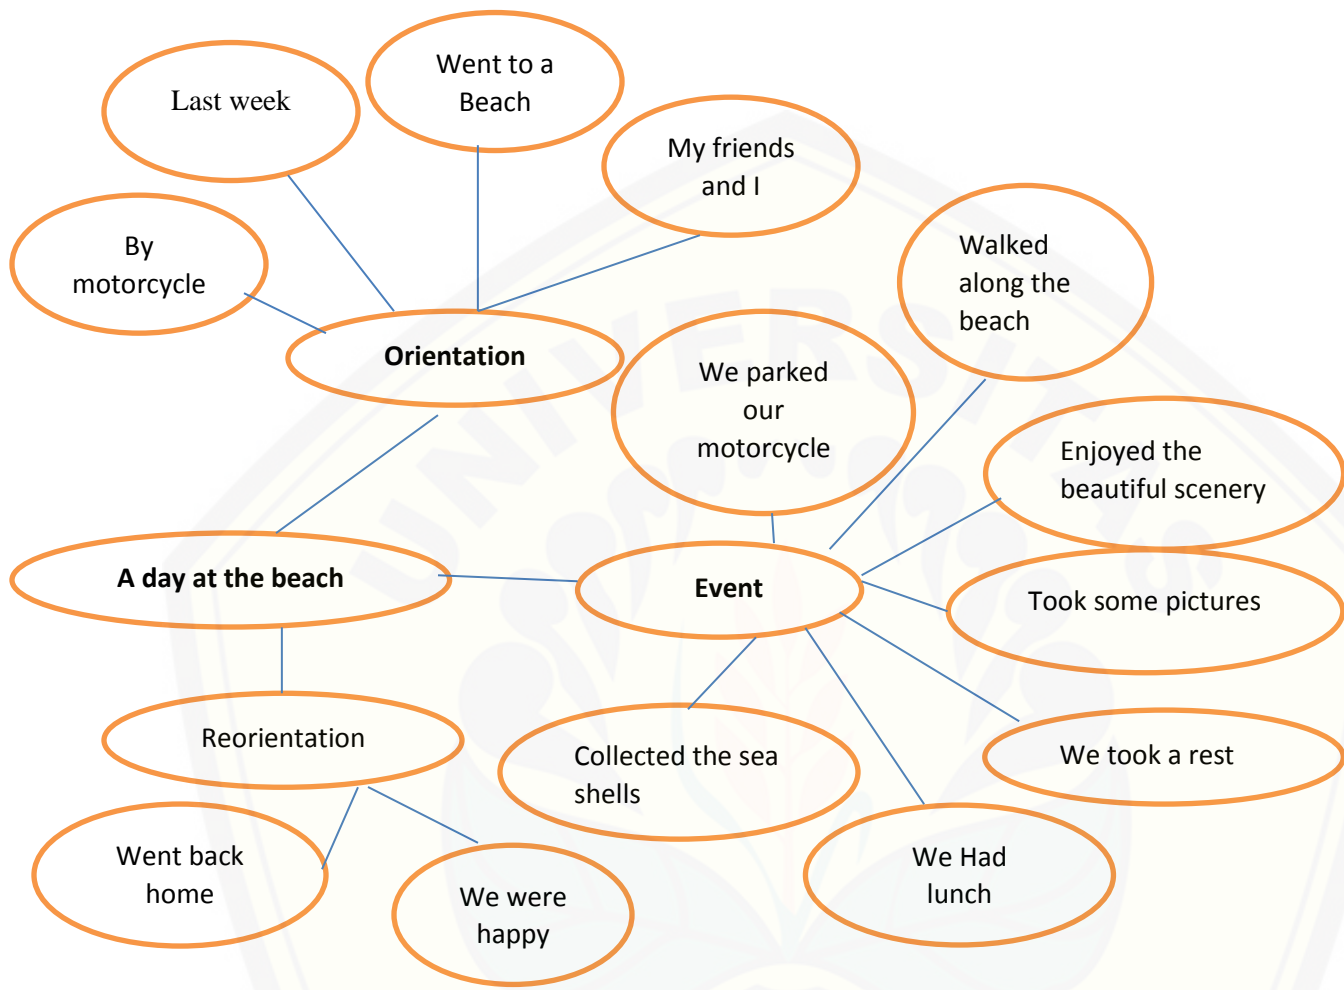 Last week
Went to a
Beach
My friends
and I
By
motorcycle
Orientation
Walked
along the
beach
We parked
our
motorcycle
Enjoyed the
beautiful scenery
A day at the beach
Event
Took some pictures
Reorientation
Collected the sea
shells
We took a rest
Went back
home
We were
happy
We Had
lunch
UNIVERSITAS